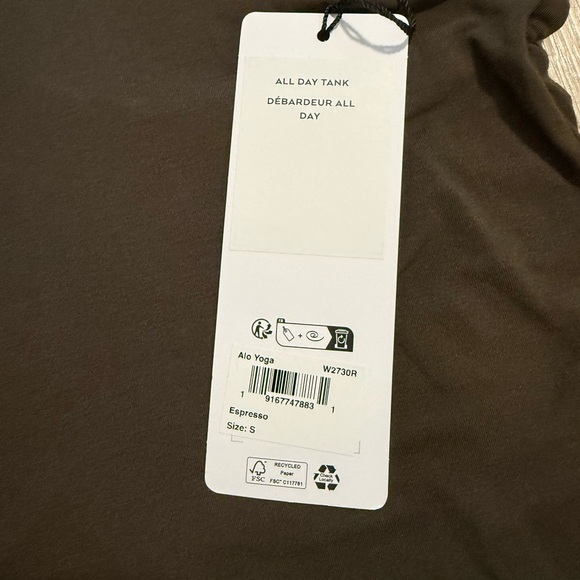 ALL DAY TANK
DÉBARDEUR ALL
DAY
FR
Alo Yoga W2730R
1 9167747883 1
Espresso
Size: S
FSC
RECYCLED
Paper
FSC® C117781
Check
Locally